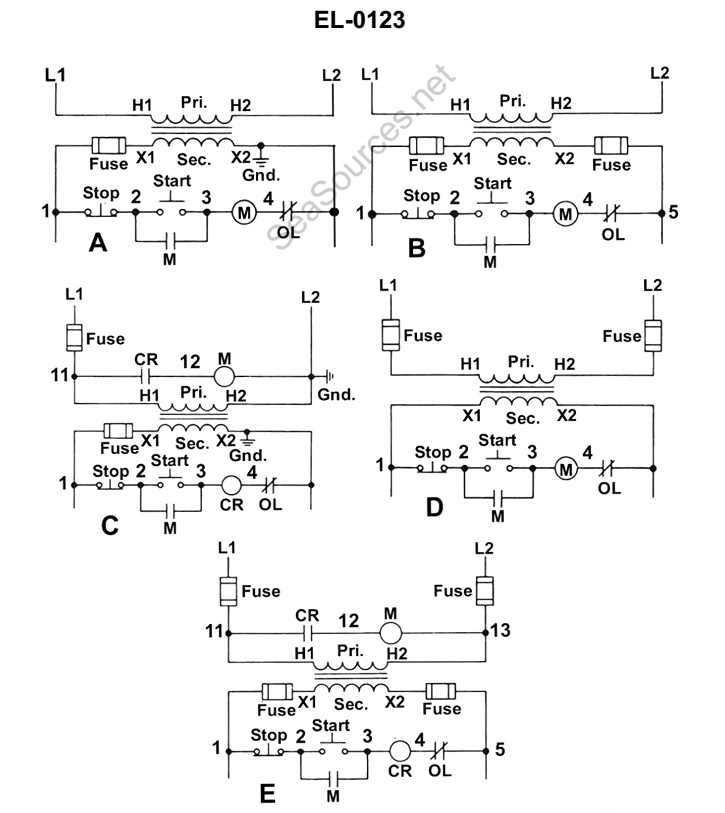 EL-0123
L1 L2
H1 Pri. H2
Fuse X1 Sec. X2 Gnd.
Stop Start
1 2 3 M 4 OL
M
A
L1 L2
H1 Pri. H2
Fuse X1 Sec. X2 Fuse
Stop Start
1 2 3 M 4 OL 5
M
B
SeaSources.net
L1 L2
Fuse
11 CR 12 M
Gnd.
H1 Pri. H2
Fuse X1 Sec. X2 Gnd.
Stop Start
1 2 3 4
CR OL
M
C
L1 L2
Fuse Fuse
H1 Pri. H2
X1 Sec. X2
Stop Start
1 2 3 M 4 OL
M
D
L1 L2
Fuse Fuse
11 CR 12 M 13
H1 Pri. H2
Fuse X1 Sec. X2 Fuse
Stop Start
1 2 3 4 5
CR OL
M
E